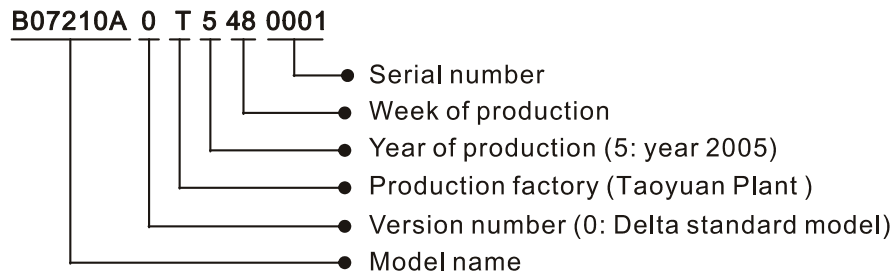 B07210A 0 T 5 48 0001
Serial number
Week of production
Year of production (5: year 2005)
Production factory (Taoyuan Plant )
Version number (0: Delta standard model)
Model name